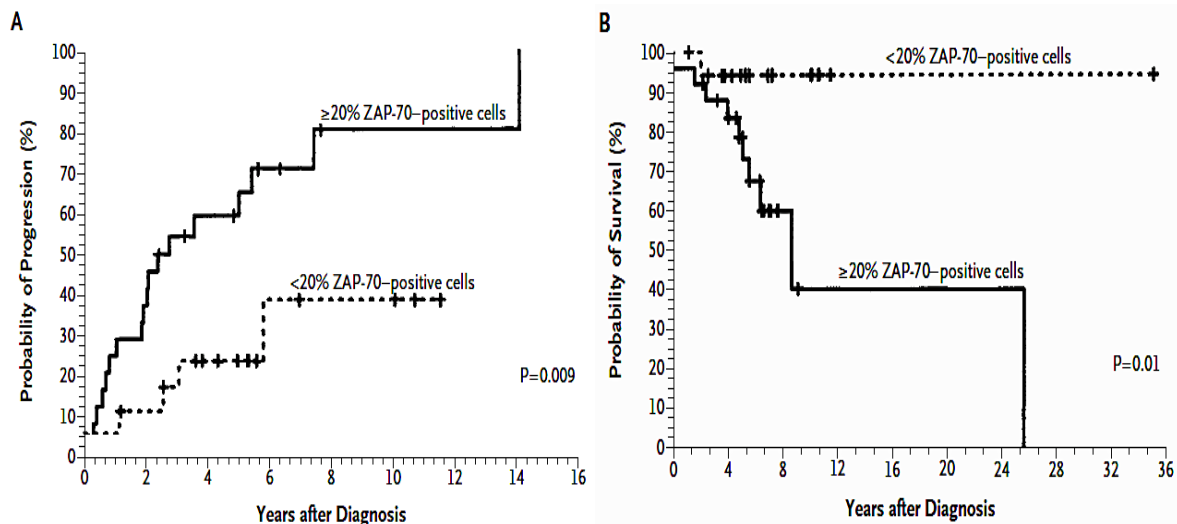 A
Probability of Progression (%)
100
90
80
70
60
50
40
30
20
10
0
≥20% ZAP-70–positive cells
<20% ZAP-70–positive cells
P=0.009
0 2 4 6 8 10 12 14 16
Years after Diagnosis
B
Probability of Survival (%)
100
90
80
70
60
50
40
30
20
10
0
<20% ZAP-70–positive cells
≥20% ZAP-70–positive cells
P=0.01
0 4 8 12 16 20 24 28 32 36
Years after Diagnosis